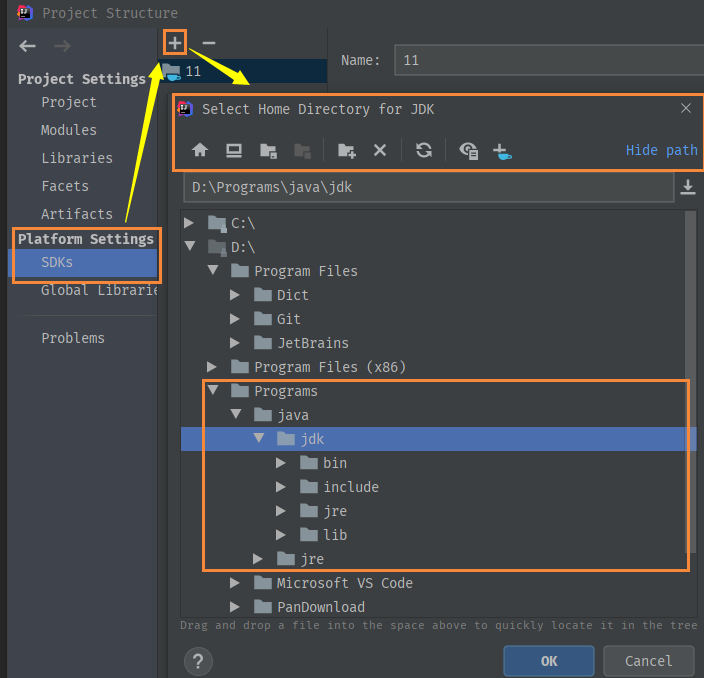 Project Structure
Project Settings
Project
Modules
Libraries
Facets
Artifacts
Platform Settings
SDKs
Global Librarie
Problems
11
Name:
11
Select Home Directory for JDK
Hide path
D:\Programs\java\jdk
C:\
D:\
Program Files
Dict
Git
JetBrains
Program Files (x86)
Programs
java
jdk
bin
include
jre
lib
jre
Microsoft VS Code
PanDownload
Drag and drop a file into the space above to quickly locate it in the tree
?
OK
Cancel